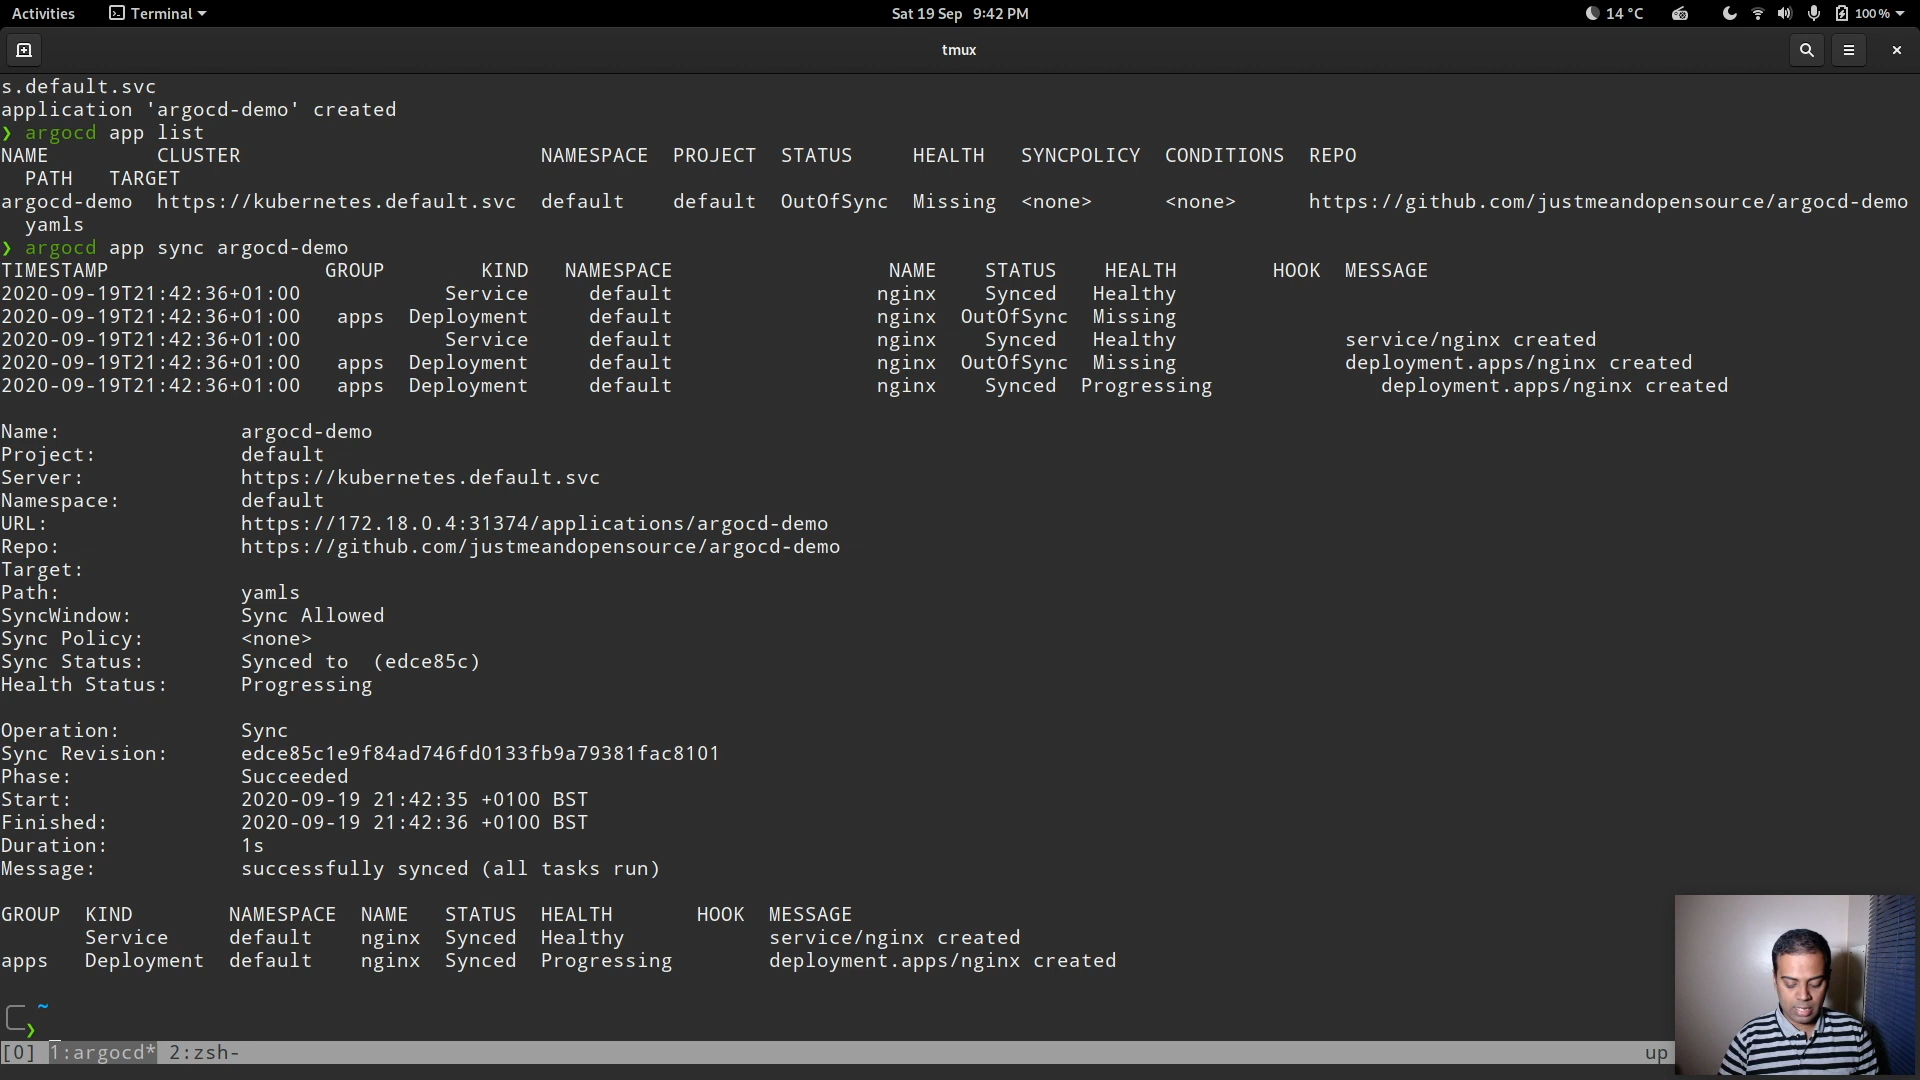 Activities Terminal Sat 19 Sep 9:42 PM 14 °C 100 %
tmux
s.default.svc
application 'argocd-demo' created
❯ argocd app list
NAME CLUSTER NAMESPACE PROJECT STATUS HEALTH SYNCPOLICY CONDITIONS REPO
PATH TARGET
argocd-demo https://kubernetes.default.svc default default OutOfSync Missing <none> <none> https://github.com/justmeandopensource/argocd-demo
yamls
❯ argocd app sync argocd-demo
TIMESTAMP GROUP KIND NAMESPACE NAME STATUS HEALTH HOOK MESSAGE
2020-09-19T21:42:36+01:00 Service default nginx Synced Healthy
2020-09-19T21:42:36+01:00 apps Deployment default nginx OutOfSync Missing
2020-09-19T21:42:36+01:00 Service default nginx Synced Healthy service/nginx created
2020-09-19T21:42:36+01:00 apps Deployment default nginx OutOfSync Missing deployment.apps/nginx created
2020-09-19T21:42:36+01:00 apps Deployment default nginx Synced Progressing deployment.apps/nginx created
Name: argocd-demo
Project: default
Server: https://kubernetes.default.svc
Namespace: default
URL: https://172.18.0.4:31374/applications/argocd-demo
Repo: https://github.com/justmeandopensource/argocd-demo
Target:
Path: yamls
SyncWindow: Sync Allowed
Sync Policy: <none>
Sync Status: Synced to (edce85c)
Health Status: Progressing
Operation: Sync
Sync Revision: edce85c1e9f84ad746fd0133fb9a79381fac8101
Phase: Succeeded
Start: 2020-09-19 21:42:35 +0100 BST
Finished: 2020-09-19 21:42:36 +0100 BST
Duration: 1s
Message: successfully synced (all tasks run)
GROUP KIND NAMESPACE NAME STATUS HEALTH HOOK MESSAGE
Service default nginx Synced Healthy service/nginx created
apps Deployment default nginx Synced Progressing deployment.apps/nginx created
~
❯
[0] 1:argocd* 2:zsh- up